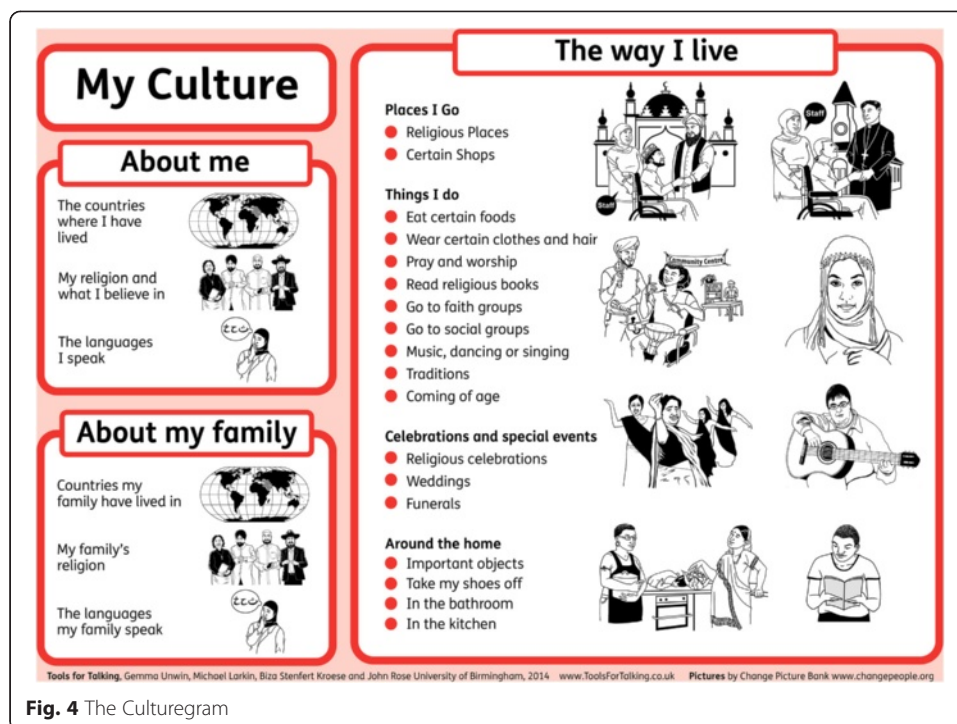 My Culture
About me
The countries
where I have
lived
My religion and
what I believe in
The languages
I speak
About my family
Countries my
family have lived in
My family's
religion
The languages
my family speak
The way I live
Places I Go
Religious Places
Certain Shops
Things I do
Eat certain foods
Wear certain clothes and hair
Pray and worship
Read religious books
Go to faith groups
Go to social groups
Music, dancing or singing
Traditions
Coming of age
Celebrations and special events
Religious celebrations
Weddings
Funerals
Around the home
Important objects
Take my shoes off
In the bathroom
In the kitchen
Staff
Staff
Community Centre
Tools for Talking, Gemma Unwin, Michael Larkin, Biza Stenfert Kroese and John Rose University of Birmingham, 2014 www.ToolsForTalking.co.uk Pictures by Change Picture Bank www.changepeople.org
Fig. 4 The Culturegram